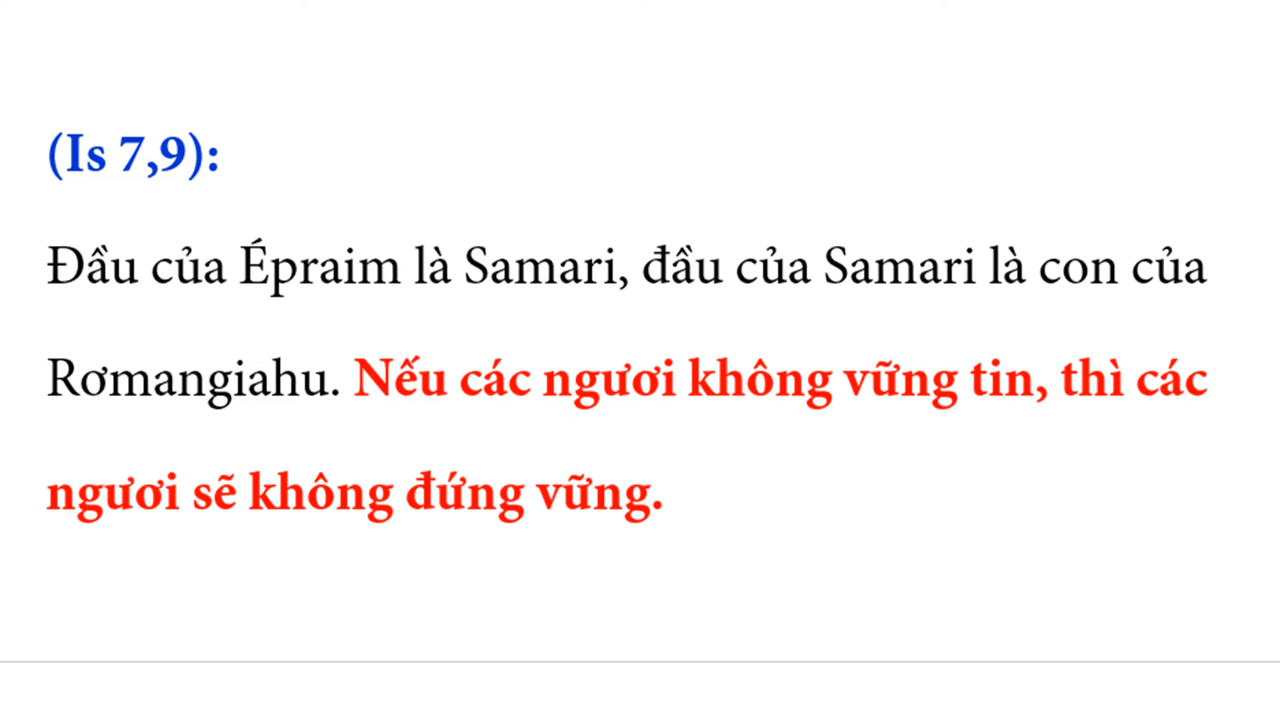 (Is 7,9):
Đầu của Épraim là Samari, đầu của Samari là con của
Rơmangiahu. Nếu các ngươi không vững tin, thì các
ngươi sẽ không đứng vững.